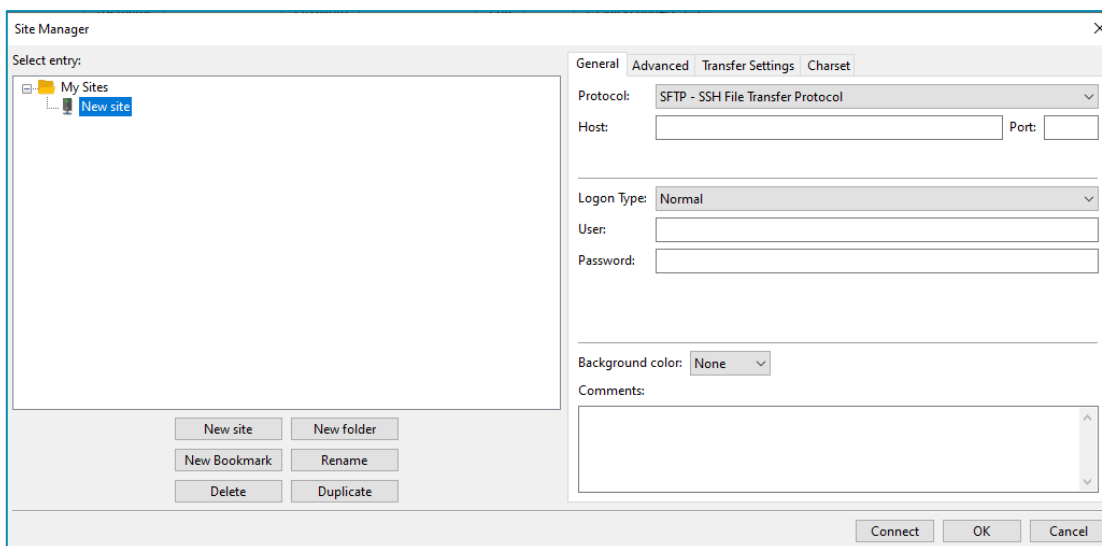 Site Manager
Select entry:
My Sites
New site
New site New folder
New Bookmark Rename
Delete Duplicate
General Advanced Transfer Settings Charset
Protocol: SFTP - SSH File Transfer Protocol
Host: Port:
Logon Type: Normal
User:
Password:
Background color: None
Comments:
Connect OK Cancel